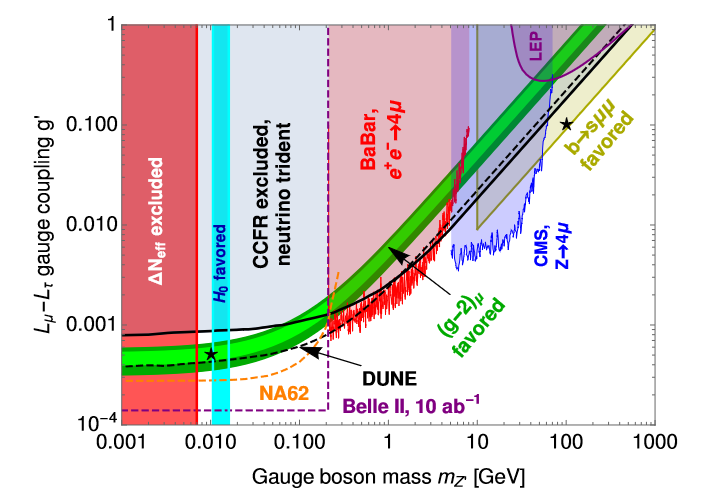 1
0.100
0.010
0.001
10⁻⁴
0.001
0.010
0.100
1
10
100
1000
Lμ−Lτ gauge coupling g'
Gauge boson mass mZ' [GeV]
ΔNeff excluded
H0 favored
CCFR excluded,
neutrino trident
BaBar,
e⁺e⁻→4μ
LEP
b→sμμ
favored
CMS,
Z→4μ
(g−2)μ
favored
NA62
DUNE
Belle II, 10 ab⁻¹